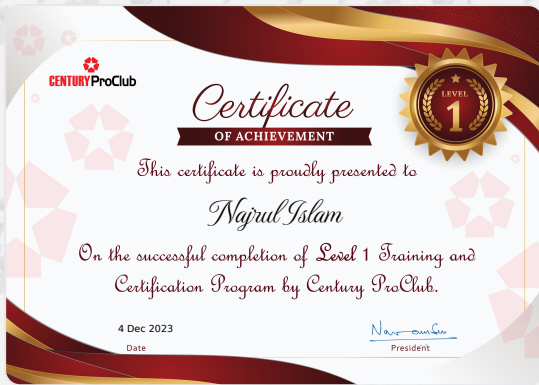 CENTURY ProClub
Certificate
OF ACHIEVEMENT
LEVEL
1
This certificate is proudly presented to
Najrul Islam
On the successful completion of Level 1 Training and
Certification Program by Century ProClub.
4 Dec 2023
Date
President